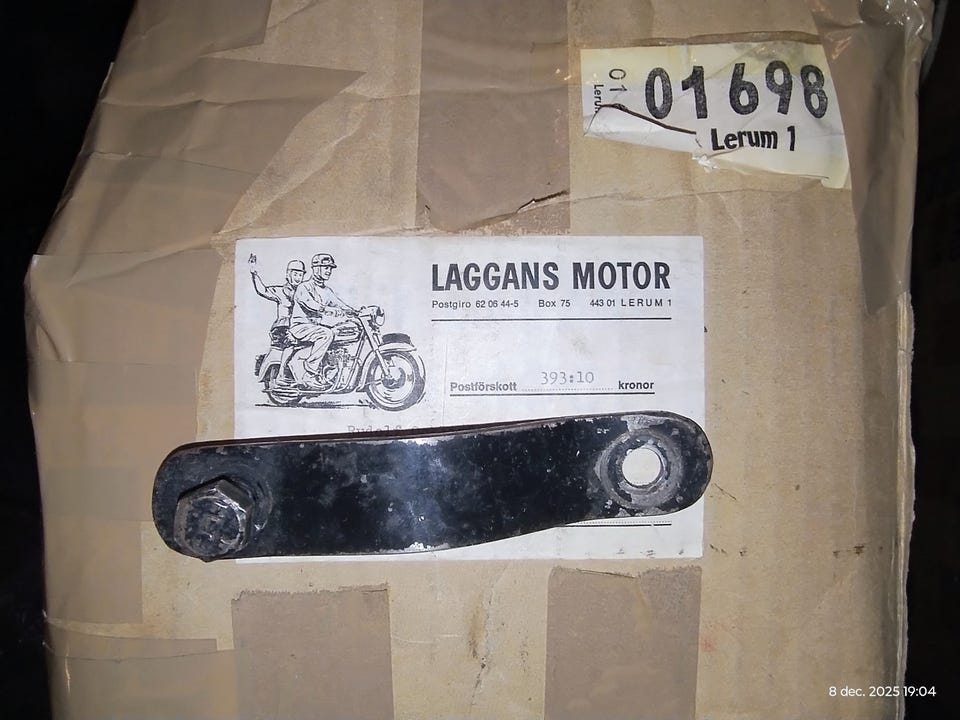 01698
01
Lerum 1
LAGGANS MOTOR
Postgiro 62 06 44-5 Box 75 443 01 LERUM 1
Postförskott 393:10 kronor
8 dec. 2025 19:04